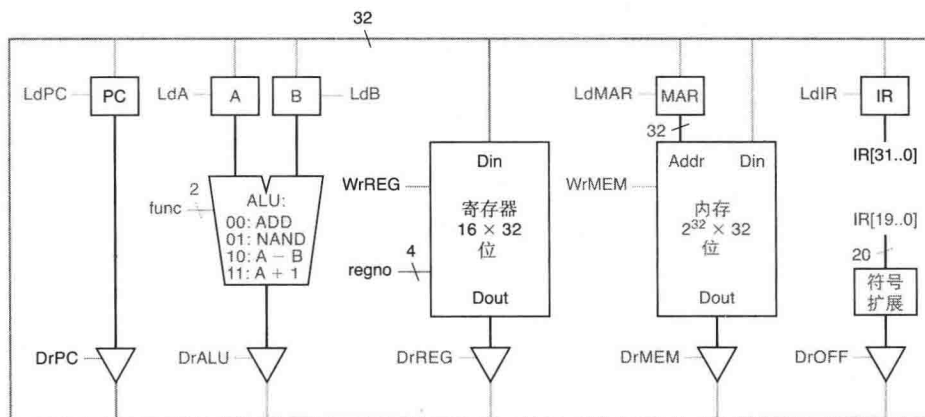 32
LdPC
PC
LdA
A
B
LdB
LdMAR
MAR
LdIR
IR
32
IR[31..0]
Din
Addr
Din
WrREG
WrMEM
2
func
ALU:
00: ADD
01: NAND
10: A − B
11: A + 1
寄存器
16 × 32
位
内存
2³² × 32
位
IR[19..0]
regno
4
20
符号
扩展
Dout
Dout
DrPC
DrALU
DrREG
DrMEM
DrOFF